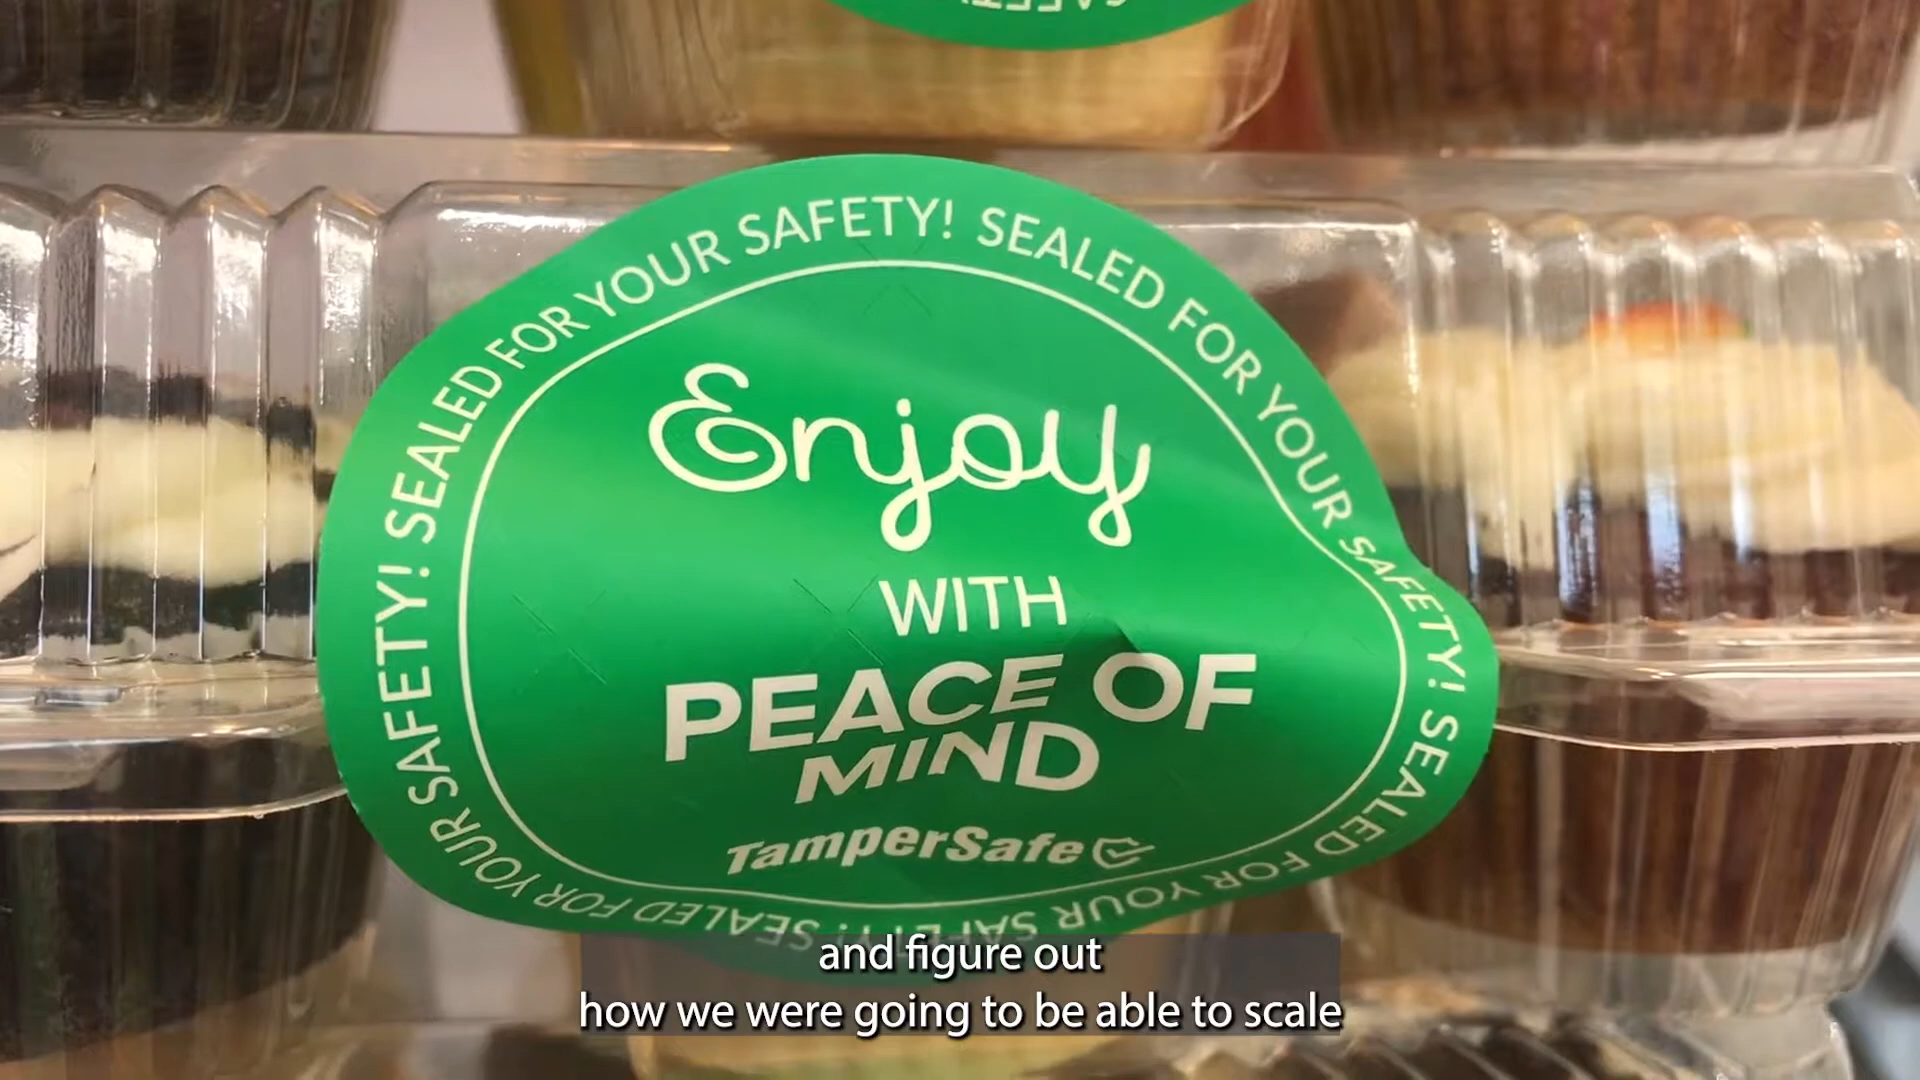 SAFETY!
SEALED FOR YOUR SAFETY! SEALED FOR YOUR SAFETY! SEALED FOR YOUR SAFETY! SEALED FOR YOUR SAFETY!
Enjoy
WITH
PEACE OF
MIND
TamperSafe
and figure out
how we were going to be able to scale